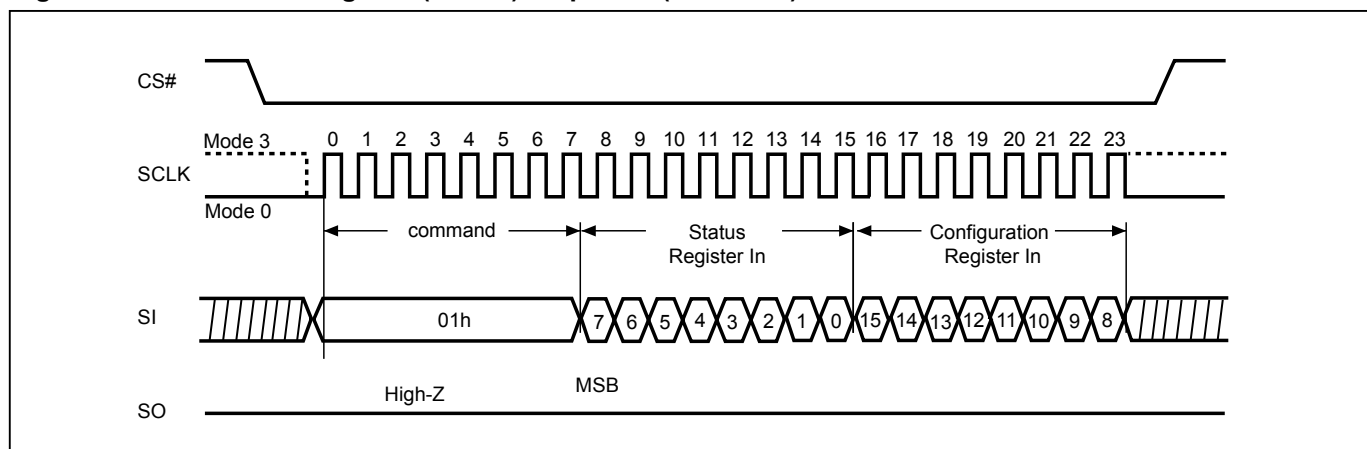 CS#
Mode 3
0 1 2 3 4 5 6 7 8 9 10 11 12 13 14 15 16 17 18 19 20 21 22 23
SCLK
Mode 0
command
Status
Register In
Configuration
Register In
SI
01h
7 6 5 4 3 2 1 0 15 14 13 12 11 10 9 8
High-Z
MSB
SO